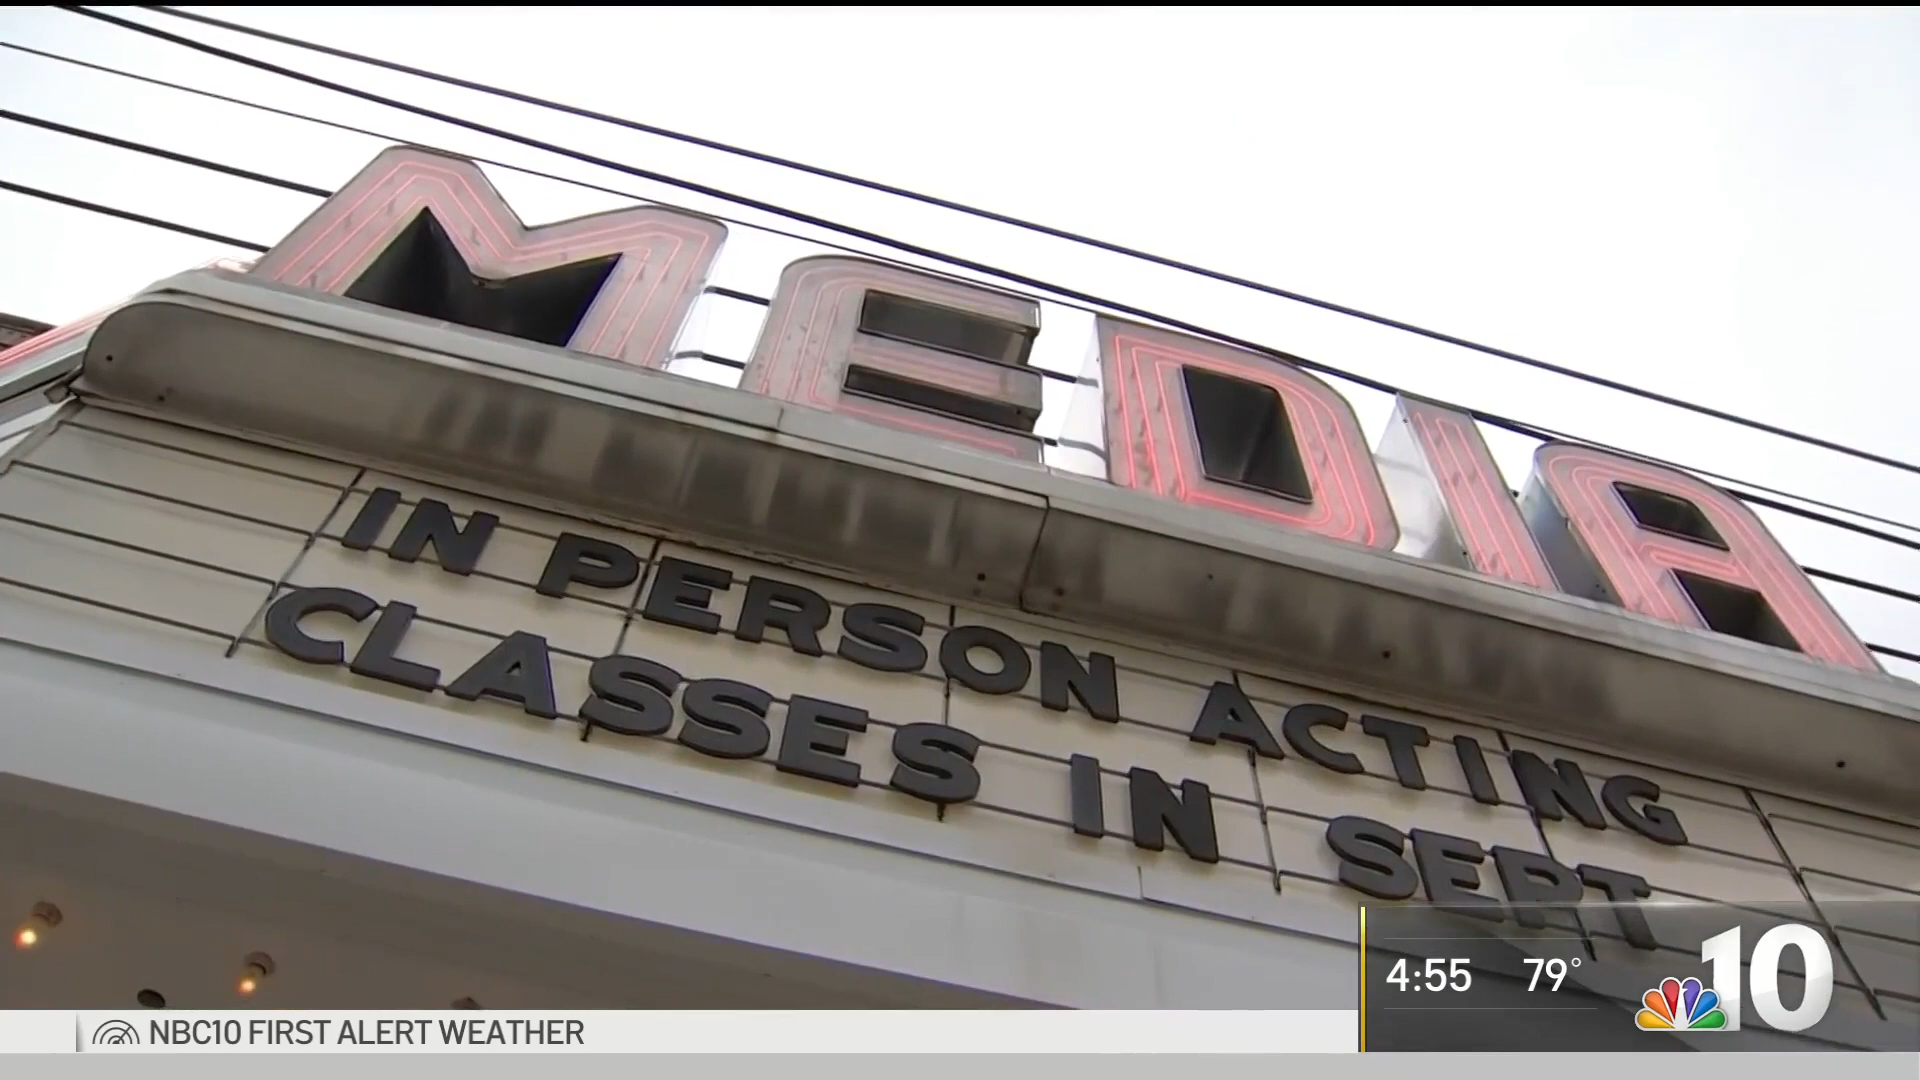 MEDIA
IN PERSON ACTING
CLASSES IN SEPT
4:55 79°
10
NBC10 FIRST ALERT WEATHER